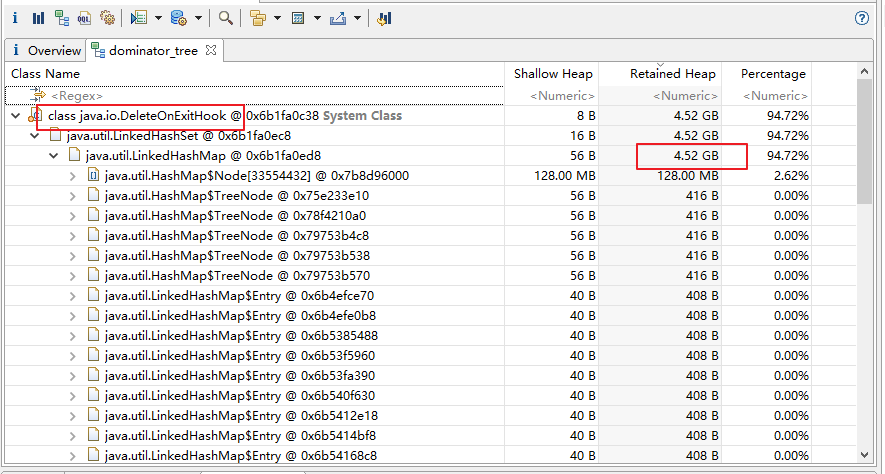 i OQL
i Overview dominator_tree
Class Name Shallow Heap Retained Heap Percentage
<Regex> <Numeric> <Numeric> <Numeric>
class java.io.DeleteOnExitHook @ 0x6b1fa0c38 System Class 8 B 4.52 GB 94.72%
java.util.LinkedHashSet @ 0x6b1fa0ec8 16 B 4.52 GB 94.72%
java.util.LinkedHashMap @ 0x6b1fa0ed8 56 B 4.52 GB 94.72%
java.util.HashMap$Node[33554432] @ 0x7b8d96000 128.00 MB 128.00 MB 2.62%
java.util.HashMap$TreeNode @ 0x75e233e10 56 B 416 B 0.00%
java.util.HashMap$TreeNode @ 0x78f4210a0 56 B 416 B 0.00%
java.util.HashMap$TreeNode @ 0x79753b4c8 56 B 416 B 0.00%
java.util.HashMap$TreeNode @ 0x79753b538 56 B 416 B 0.00%
java.util.HashMap$TreeNode @ 0x79753b570 56 B 416 B 0.00%
java.util.LinkedHashMap$Entry @ 0x6b4efce70 40 B 408 B 0.00%
java.util.LinkedHashMap$Entry @ 0x6b4efe0b8 40 B 408 B 0.00%
java.util.LinkedHashMap$Entry @ 0x6b5385488 40 B 408 B 0.00%
java.util.LinkedHashMap$Entry @ 0x6b53f5960 40 B 408 B 0.00%
java.util.LinkedHashMap$Entry @ 0x6b53fa390 40 B 408 B 0.00%
java.util.LinkedHashMap$Entry @ 0x6b540f630 40 B 408 B 0.00%
java.util.LinkedHashMap$Entry @ 0x6b5412e18 40 B 408 B 0.00%
java.util.LinkedHashMap$Entry @ 0x6b5414bf8 40 B 408 B 0.00%
java.util.LinkedHashMap$Entry @ 0x6b54168c8 40 B 408 B 0.00%